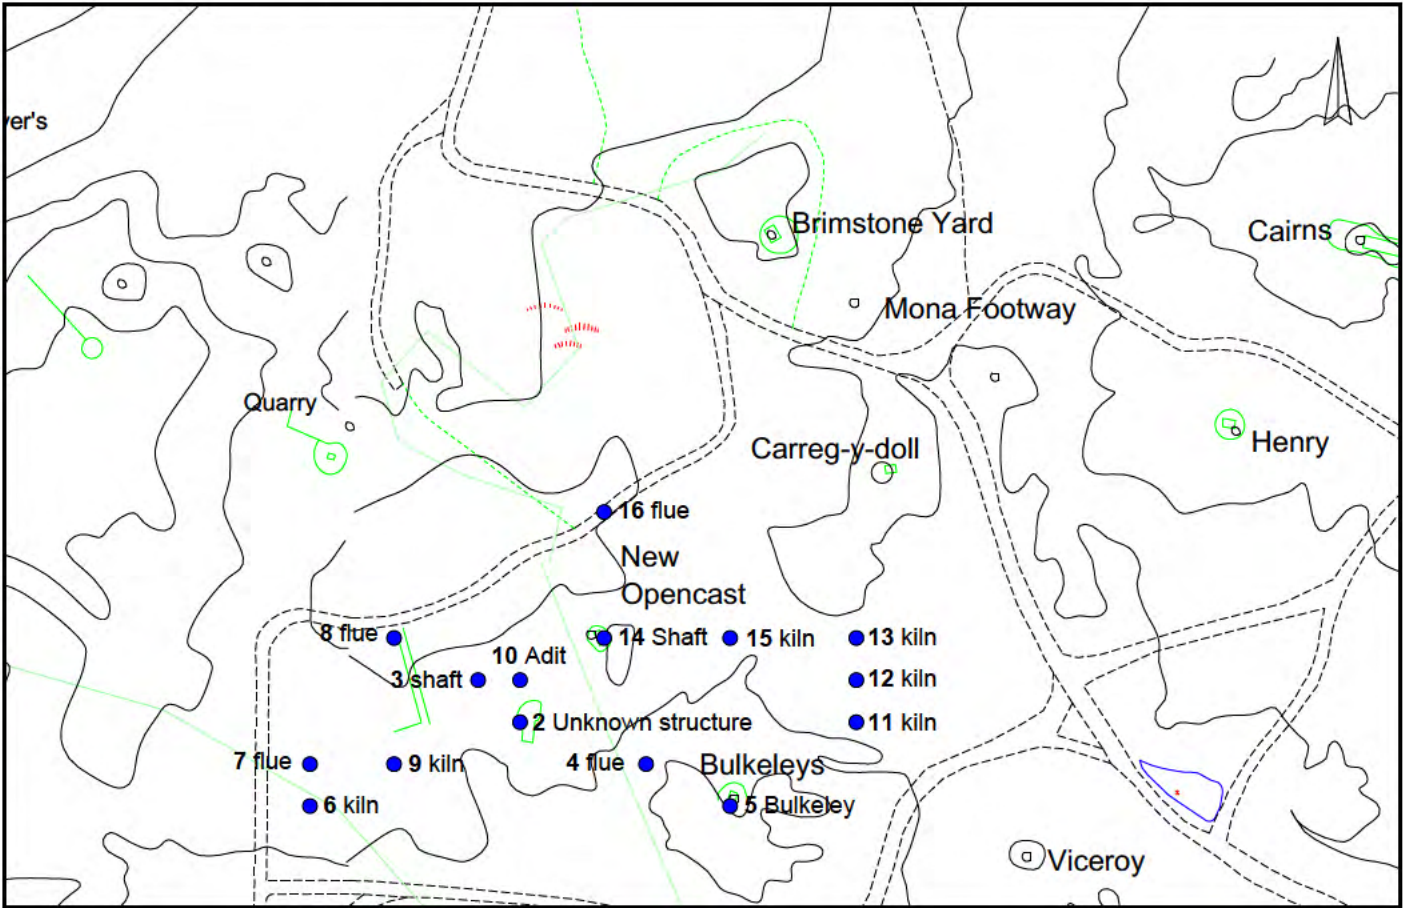 ver's
Brimstone Yard
Cairns
Mona Footway
Quarry
Henry
Carreg-y-doll
16 flue
New
Opencast
8 flue
14 Shaft
15 kiln
13 kiln
10 Adit
3 shaft
12 kiln
2 Unknown structure
11 kiln
7 flue
9 kiln
4 flue
Bulkeleys
6 kiln
5 Bulkeley
Viceroy